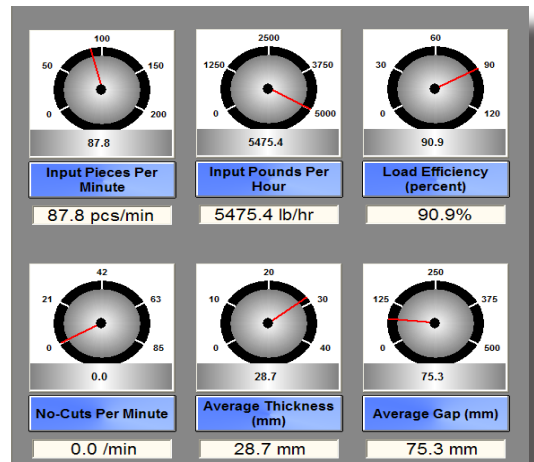 100
50 150
0 200
87.8
Input Pieces Per
Minute
87.8 pcs/min
2500
1250 3750
0 5000
5475.4
Input Pounds Per
Hour
5475.4 lb/hr
60
30 90
0 120
90.9
Load Efficiency
(percent)
90.9%
42
21 63
0 85
0.0
No-Cuts Per Minute
0.0 /min
20
10 30
0 40
28.7
Average Thickness
(mm)
28.7 mm
250
125 375
0 500
75.3
Average Gap (mm)
75.3 mm